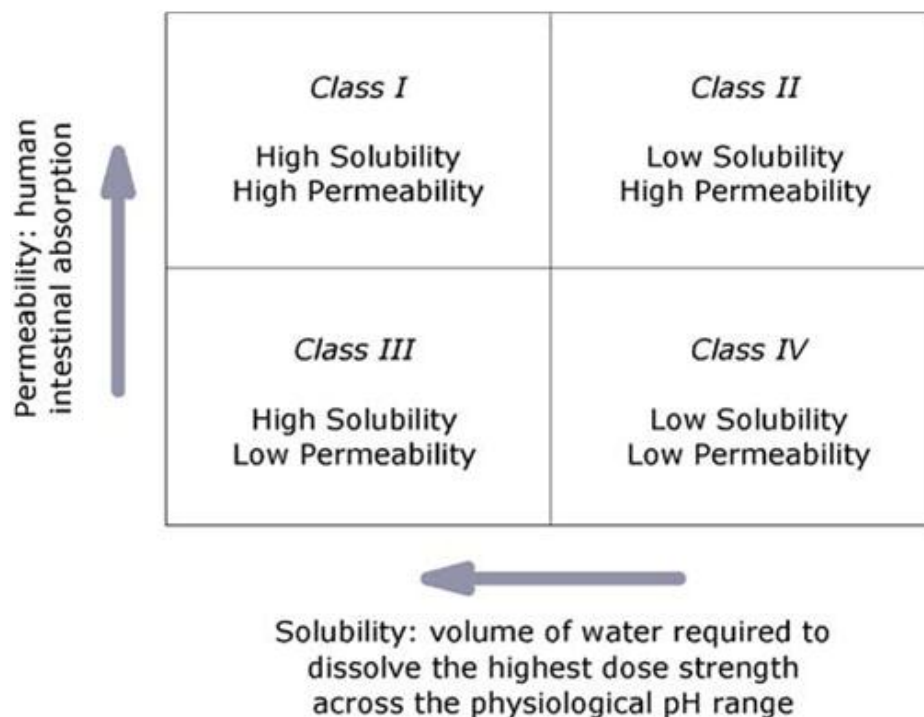 Class I
High Solubility
High Permeability
Class II
Low Solubility
High Permeability
Permeability: human
intestinal absorption
Class III
High Solubility
Low Permeability
Class IV
Low Solubility
Low Permeability
Solubility: volume of water required to
dissolve the highest dose strength
across the physiological pH range